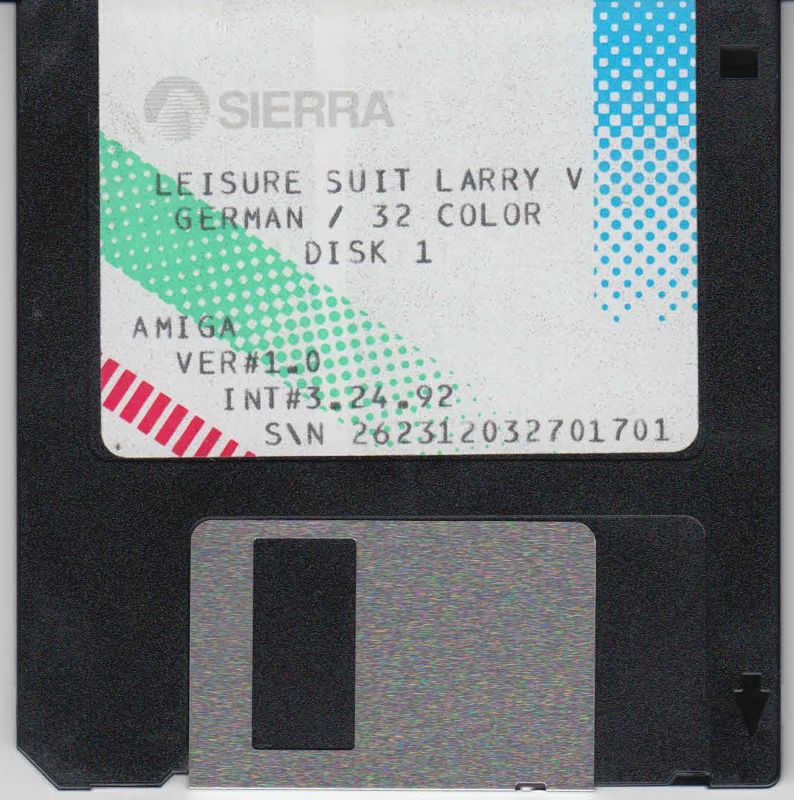 SIERRA
LEISURE SUIT LARRY V
GERMAN / 32 COLOR
DISK 1
AMIGA
VER#1.0
INT#3.24.92
S\N 262312032701701